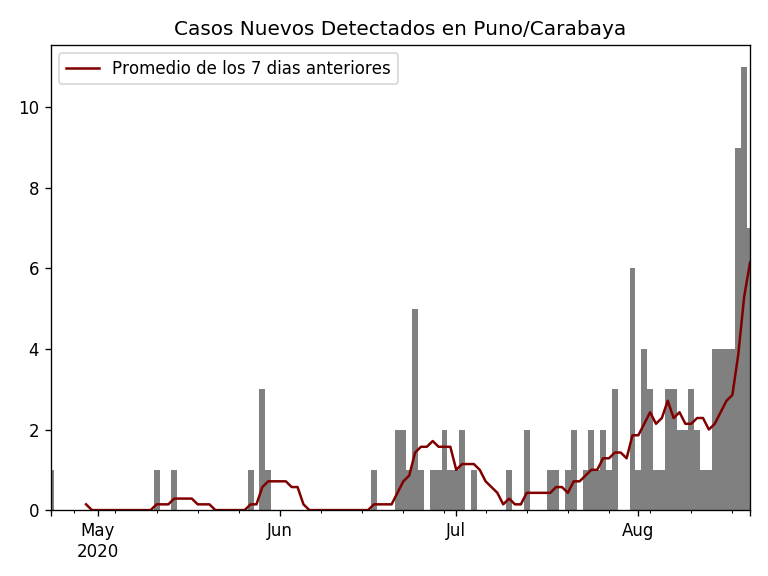 Casos Nuevos Detectados en Puno/Carabaya
Promedio de los 7 dias anteriores
10
8
6
4
2
0
May Jun Jul Aug
2020